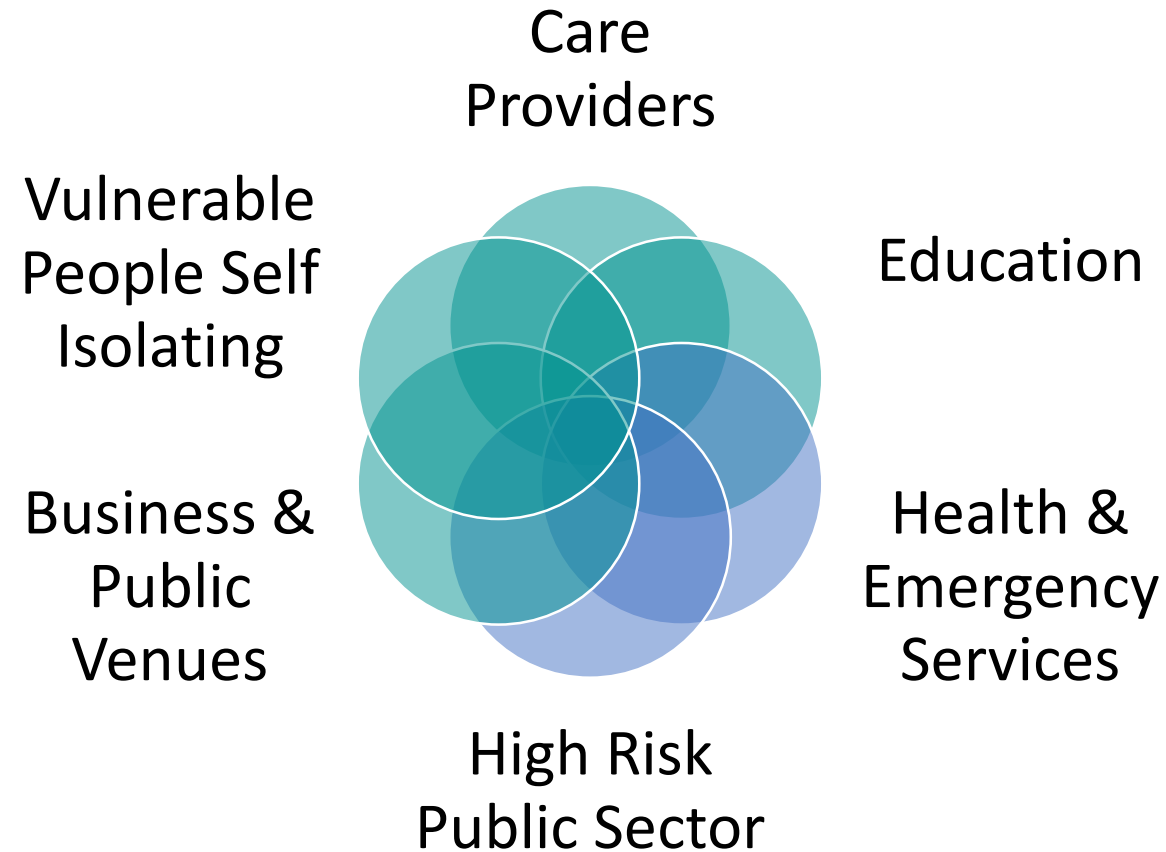 Care
Providers
Vulnerable
People Self
Isolating
Education
Business &
Public
Venues
Health &
Emergency
Services
High Risk
Public Sector